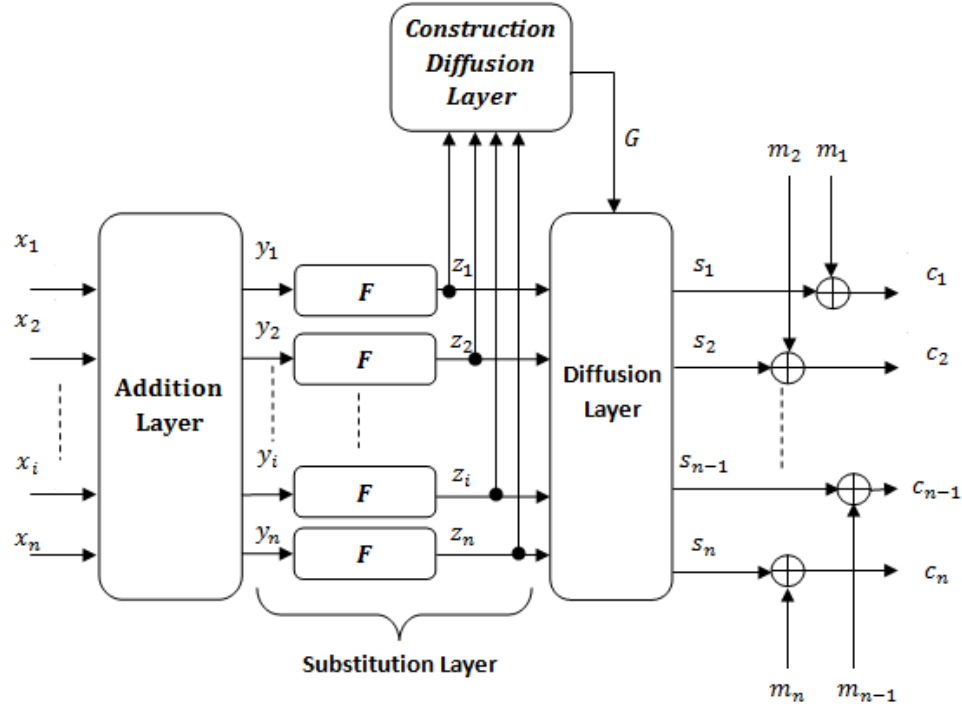 Construction
Diffusion
Layer
G
m₂ m₁
x₁ y₁ z₁ s₁ c₁
F
x₂ y₂ z₂ s₂ c₂
F
Addition
Layer
Diffusion
Layer
xᵢ yᵢ zᵢ sₙ₋₁ cₙ₋₁
F
xₙ yₙ zₙ sₙ cₙ
F
Substitution Layer
mₙ mₙ₋₁